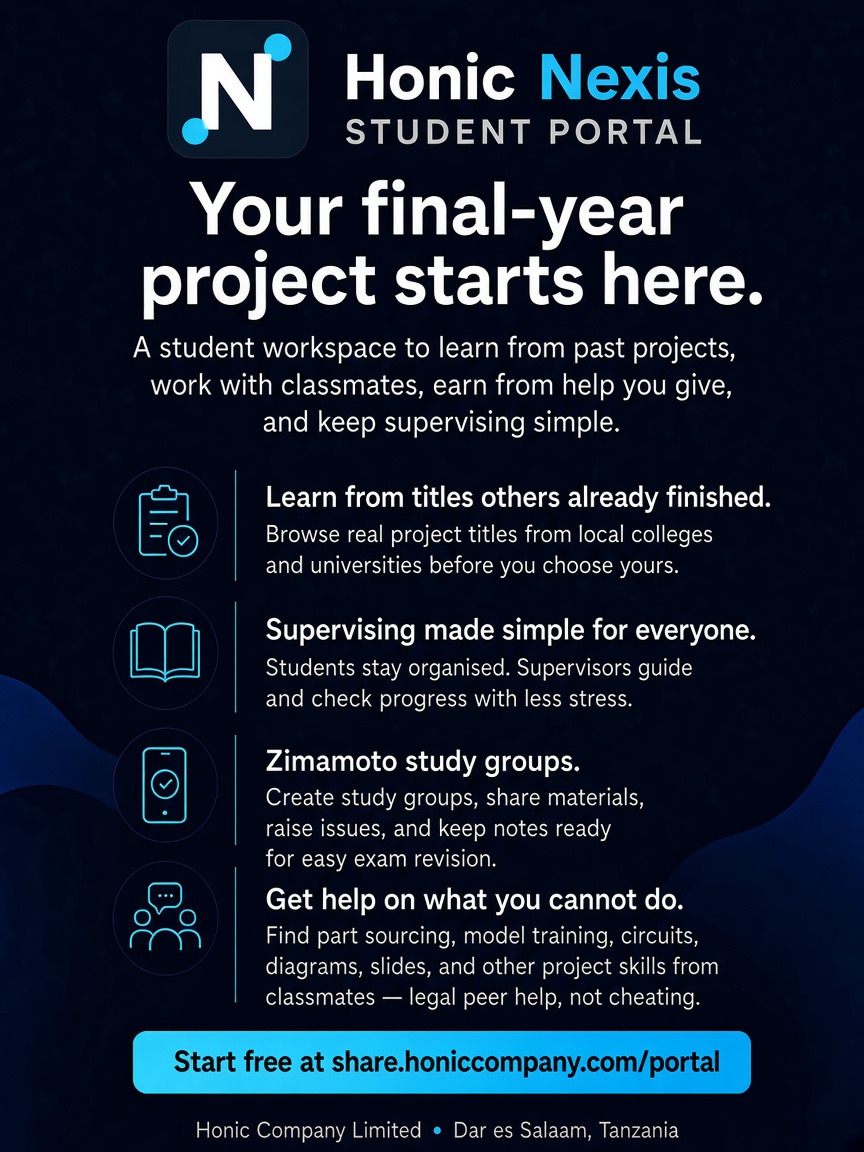 N
Honic Nexis
STUDENT PORTAL
Your final-year
project starts here.
A student workspace to learn from past projects,
work with classmates, earn from help you give,
and keep supervising simple.
Learn from titles others already finished.
Browse real project titles from local colleges
and universities before you choose yours.
Supervising made simple for everyone.
Students stay organised. Supervisors guide
and check progress with less stress.
Zimamoto study groups.
Create study groups, share materials,
raise issues, and keep notes ready
for easy exam revision.
Get help on what you cannot do.
Find part sourcing, model training, circuits,
diagrams, slides, and other project skills from
classmates — legal peer help, not cheating.
Start free at share.honiccompany.com/portal
Honic Company Limited • Dar es Salaam, Tanzania